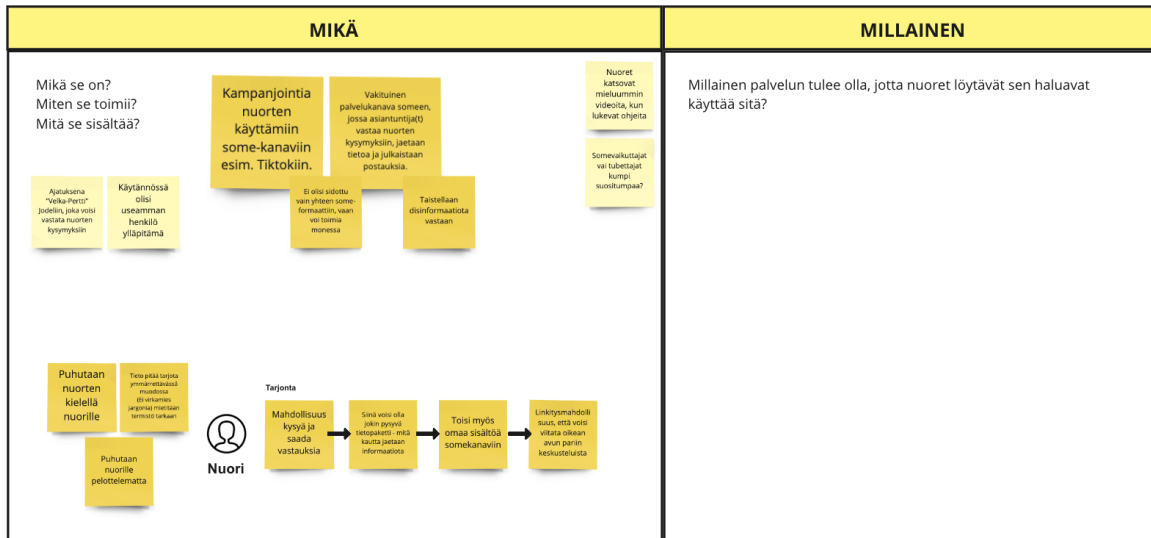 MIKÄ
MILLAINEN
Mikä se on?
Miten se toimii?
Mitä se sisältää?
Kampanjointia
nuorten
käyttämiin
some-kanaviin
esim. Tiktokiin.
Vakituinen
palvelukanava someen,
jossa asiantuntija(t)
vastaa nuorten
kysymyksiin, jaetaan
tietoa ja julkaistaan
postauksia.
Nuoret
katsovat
mieluummin
videoita, kun
lukevat ohjeita
Somevaikuttajat
vai tubettajat
kumpi
suositumpaa?
Ajatuksena
"Velka-Pertti"
Jodeliin, joka voisi
vastata nuorten
kysymyksiin
Käytännössä
olisi
useamman
henkilö
ylläpitämä
Ei olisi sidottu
vain yhteen some-
formaattiin, vaan
voi toimia
monessa
Taistellaan
disinformaatiota
vastaan
Puhutaan
nuorten
kielellä
nuorille
Tieto pitää tarjota
ymmärrettävässä
muodossa
(Ei virkamies
jargonia) mietitään
termistö tarkaan
Puhutaan
nuorille
pelottelematta
Nuori
Tarjonta
Mahdollisuus
kysyä ja
saada
vastauksia
Siinä voisi olla
jokin pysyvä
tietopaketti - mitä
kautta jaetaan
informaatiota
Toisi myös
omaa sisältöä
somekanaviin
Linkitysmahdolli
suus, että voisi
viitata oikean
avun pariin
keskusteluista
Millainen palvelun tulee olla, jotta nuoret löytävät sen haluavat
käyttää sitä?